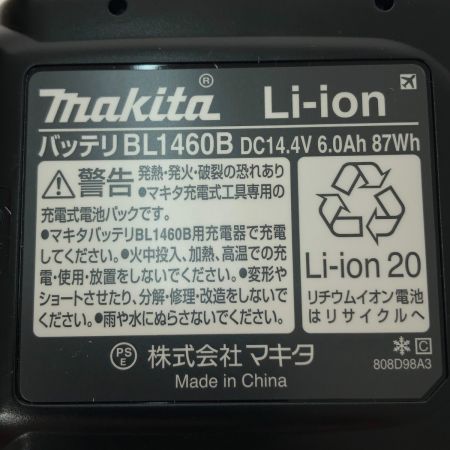 makita® Li-ion
バッテリBL1460B DC14.4V 6.0Ah 87Wh
警告 発熱・発火・破裂の恐れあり
●マキタ充電式工具専用の
充電式電池パックです。
●マキタバッテリBL1460B用充電器で充電
してください。●火中投入、加熱、高温での充
電・使用・放置をしないでください。●変形や
ショートさせたり、分解・修理・改造をしないで
ください。●雨や水にぬらさないでください。
Li-ion 20
リチウムイオン電池
はリサイクルへ
PS
E
株式会社 マキタ
Made in China
C
808D98A3